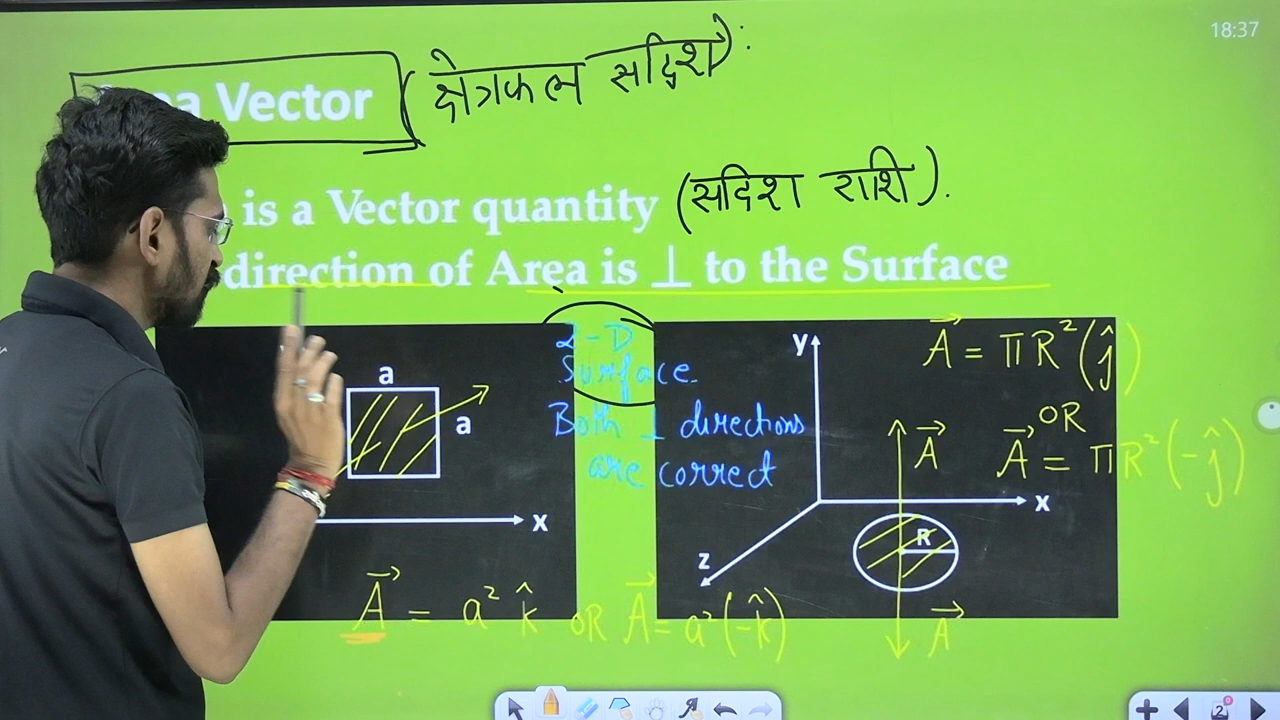 18:37
Vector (क्षेत्रफल सदिश):
is a Vector quantity (सदिश राशि).
direction of Area is ⊥ to the Surface
2-D
Surface
Both ⊥ directions
are correct
a
a
x
A⃗ = a² k̂ OR A⃗ = a²(-k̂)
y
A⃗ = πR²(ĵ)
OR
A⃗ = πR²(-ĵ)
A⃗
x
R
z
A⃗
2